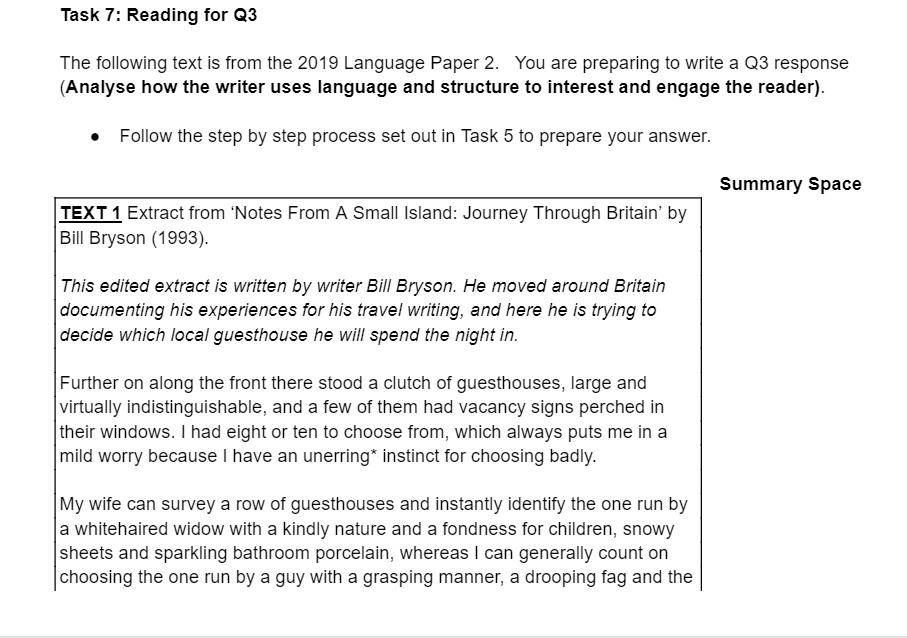 Task 7: Reading for Q3
The following text is from the 2019 Language Paper 2. You are preparing to write a Q3 response
(Analyse how the writer uses language and structure to interest and engage the reader).
● Follow the step by step process set out in Task 5 to prepare your answer.
Summary Space
TEXT 1 Extract from ‘Notes From A Small Island: Journey Through Britain’ by
Bill Bryson (1993).
This edited extract is written by writer Bill Bryson. He moved around Britain
documenting his experiences for his travel writing, and here he is trying to
decide which local guesthouse he will spend the night in.
Further on along the front there stood a clutch of guesthouses, large and
virtually indistinguishable, and a few of them had vacancy signs perched in
their windows. I had eight or ten to choose from, which always puts me in a
mild worry because I have an unerring* instinct for choosing badly.
My wife can survey a row of guesthouses and instantly identify the one run by
a whitehaired widow with a kindly nature and a fondness for children, snowy
sheets and sparkling bathroom porcelain, whereas I can generally count on
choosing the one run by a guy with a grasping manner, a drooping fag and the